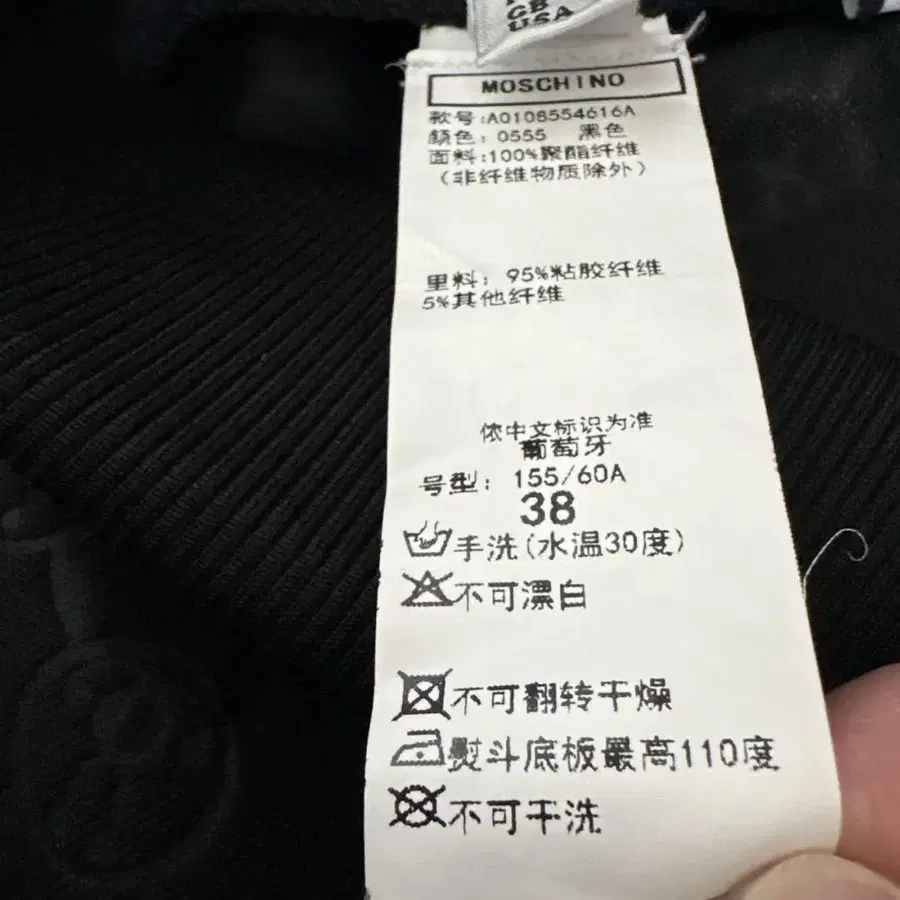 GB
USA
MOSCHINO
款号:A0108554616A
颜色: 0555 黑色
面料:100%聚酯纤维
(非纤维物质除外)
里料: 95%粘胶纤维
5%其他纤维
依中文标识为准
葡萄牙
号型: 155/60A
38
手洗(水温30度)
不可漂白
不可翻转干燥
熨斗底板最高110度
不可干洗